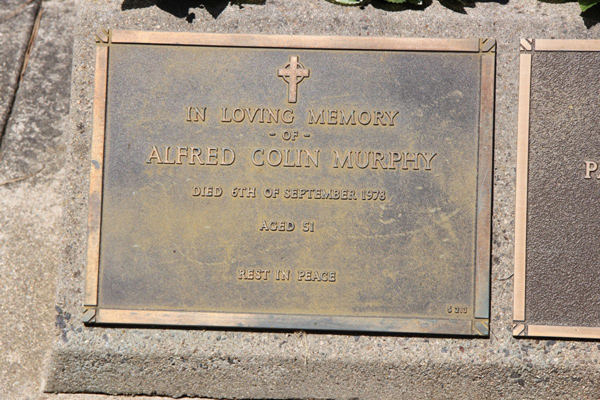 IN LOVING MEMORY
- OF -
ALFRED COLIN MURPHY
DIED 6TH OF SEPTEMBER 1978
AGED 51
REST IN PEACE